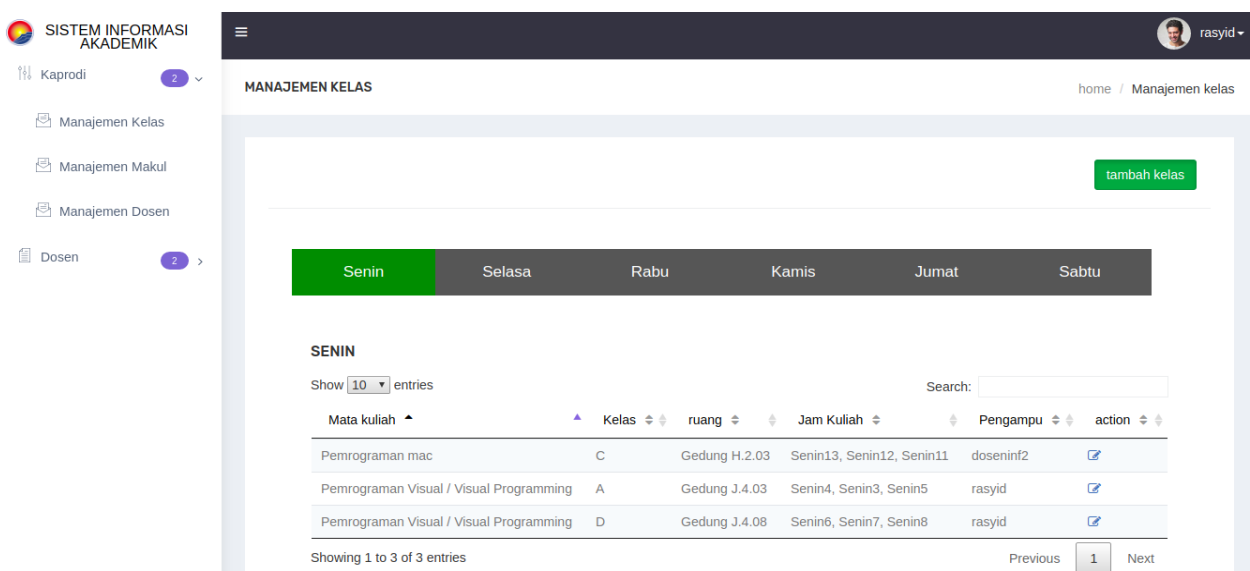 SISTEM INFORMASI
AKADEMIK
rasyid
Kaprodi 2
MANAJEMEN KELAS
home / Manajemen kelas
Manajemen Kelas
Manajemen Makul
tambah kelas
Manajemen Dosen
Dosen 2
Senin Selasa Rabu Kamis Jumat Sabtu
SENIN
Show 10 entries Search:
Mata kuliah Kelas ruang Jam Kuliah Pengampu action
Pemrograman mac C Gedung H.2.03 Senin13, Senin12, Senin11 doseninf2
Pemrograman Visual / Visual Programming A Gedung J.4.03 Senin4, Senin3, Senin5 rasyid
Pemrograman Visual / Visual Programming D Gedung J.4.08 Senin6, Senin7, Senin8 rasyid
Showing 1 to 3 of 3 entries Previous 1 Next